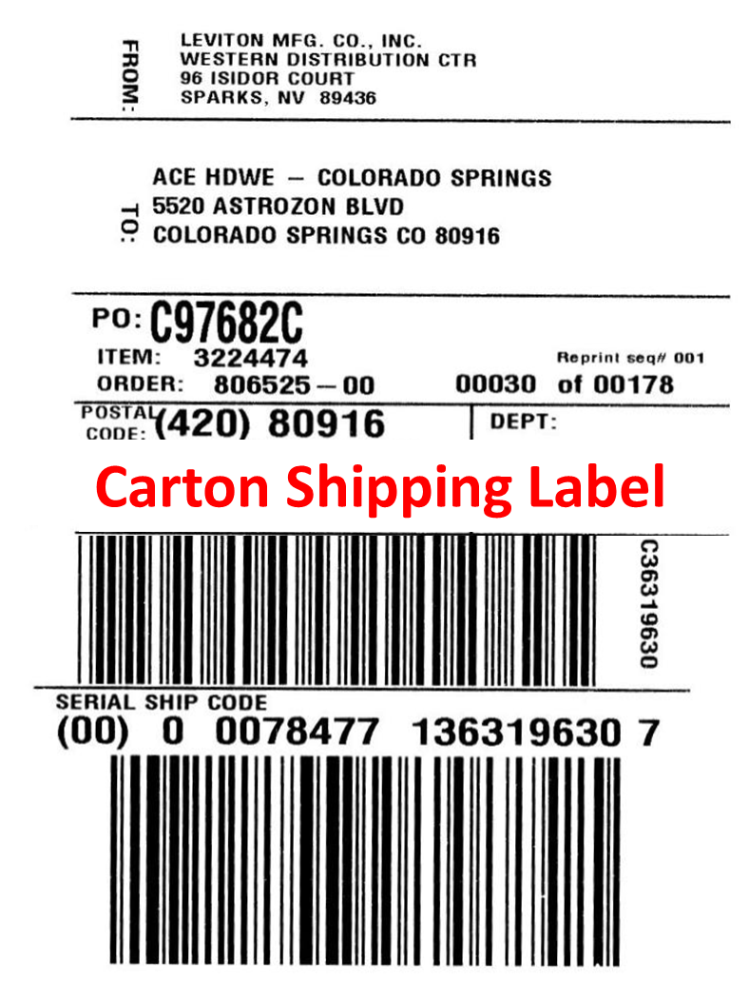 FROM:
LEVITON MFG. CO., INC.
WESTERN DISTRIBUTION CTR
96 ISIDOR COURT
SPARKS, NV 89436
TO:
ACE HDWE – COLORADO SPRINGS
5520 ASTROZON BLVD
COLORADO SPRINGS CO 80916
PO: C97682C
ITEM: 3224474 Reprint seq# 001
ORDER: 806525-00 00030 of 00178
POSTAL CODE: (420) 80916 DEPT:
Carton Shipping Label
C36319630
SERIAL SHIP CODE
(00) 0 0078477 136319630 7